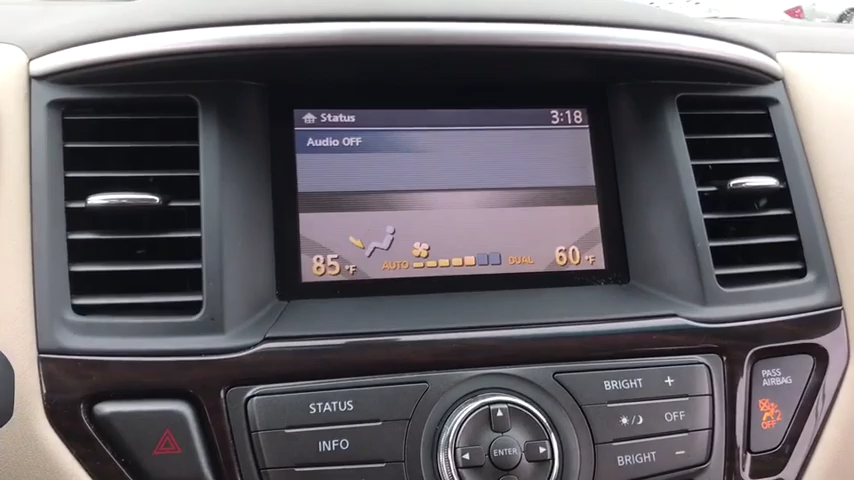 Status 3:18
Audio OFF
85°F AUTO DUAL 60°F
STATUS
INFO
ENTER
BRIGHT +
OFF
BRIGHT −
PASS
AIRBAG
OFF